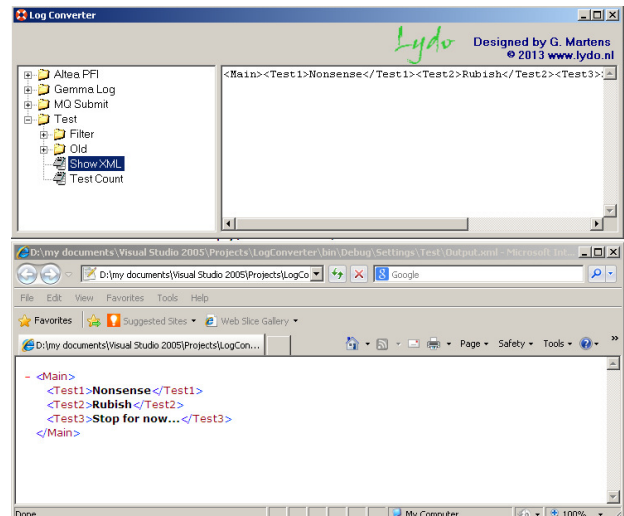 Log Converter
Lydo
Designed by G. Martens
© 2013 www.lydo.nl
Altea PFI
Gemma Log
MQ Submit
Test
Filter
Old
Show XML
Test Count
<Main><Test1>Nonsense</Test1><Test2>Rubish</Test2><Test3>
D:\my documents\Visual Studio 2005\Projects\LogConverter\bin\Debug\Settings\Test\Output.xml - Microsoft Int...
D:\my documents\Visual Studio 2005\Projects\LogCo
Google
File Edit View Favorites Tools Help
Favorites Suggested Sites Web Slice Gallery
D:\my documents\Visual Studio 2005\Projects\LogCon...
Page Safety Tools
- <Main>
<Test1>Nonsense</Test1>
<Test2>Rubish</Test2>
<Test3>Stop for now...</Test3>
</Main>
Done My Computer 100%